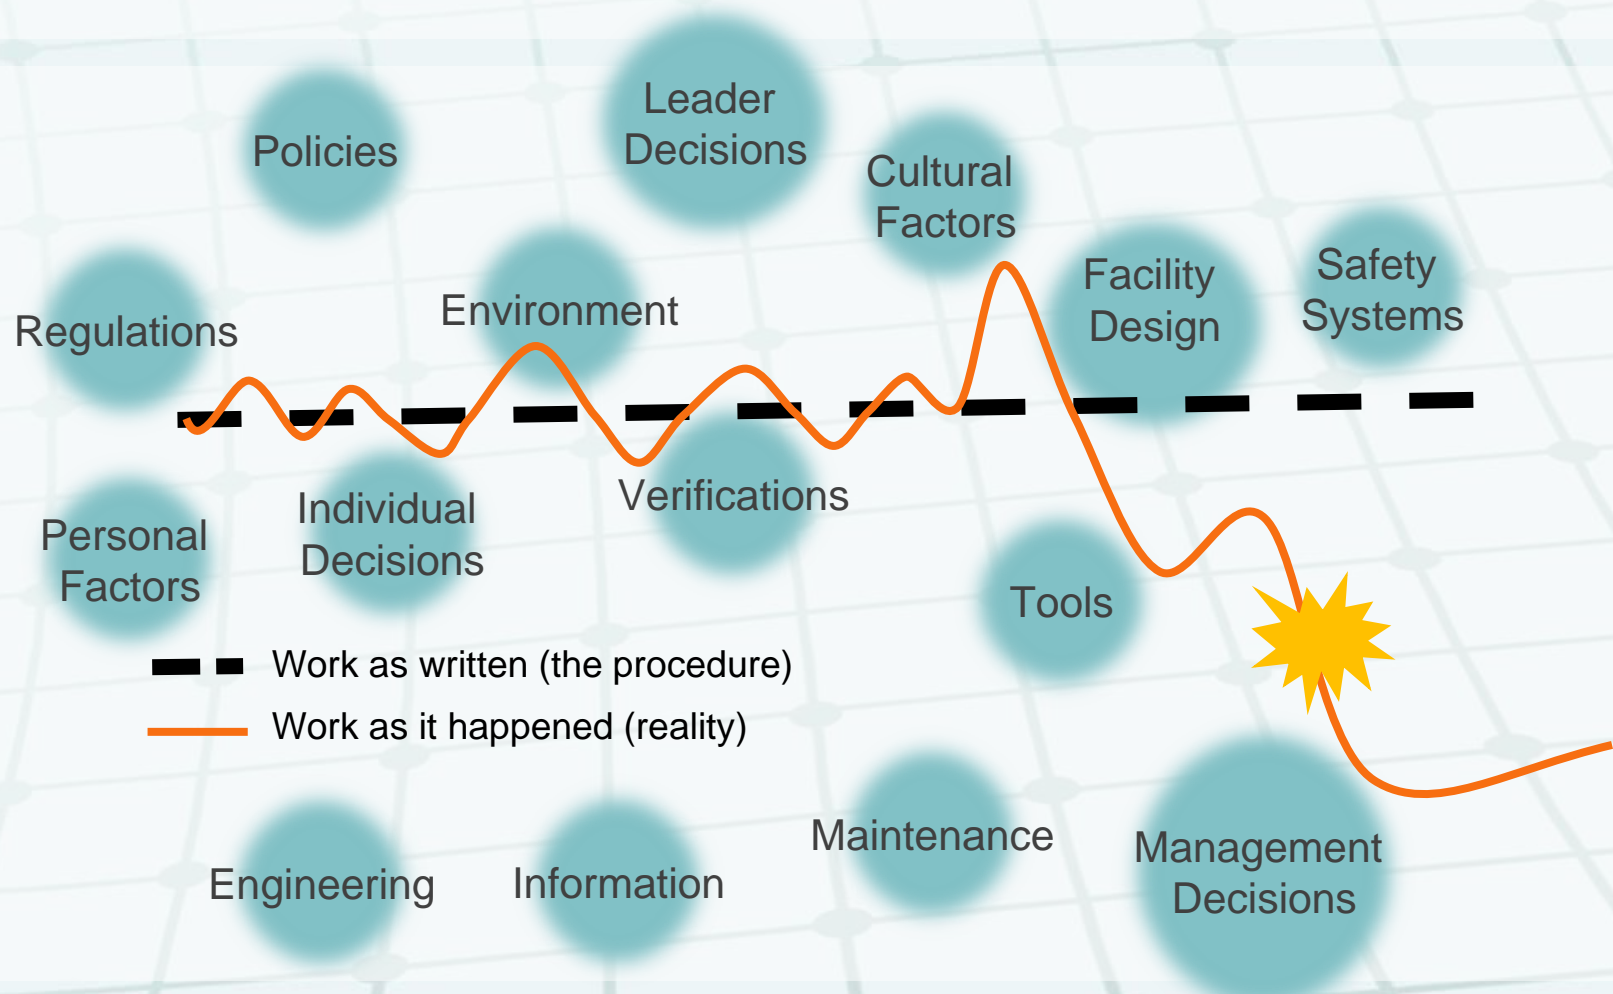 Leader
Decisions
Policies
Cultural
Factors
Facility
Design
Safety
Systems
Environment
Regulations
Individual
Decisions
Verifications
Personal
Factors
Tools
Work as written (the procedure)
Work as it happened (reality)
Maintenance
Management
Decisions
Engineering
Information